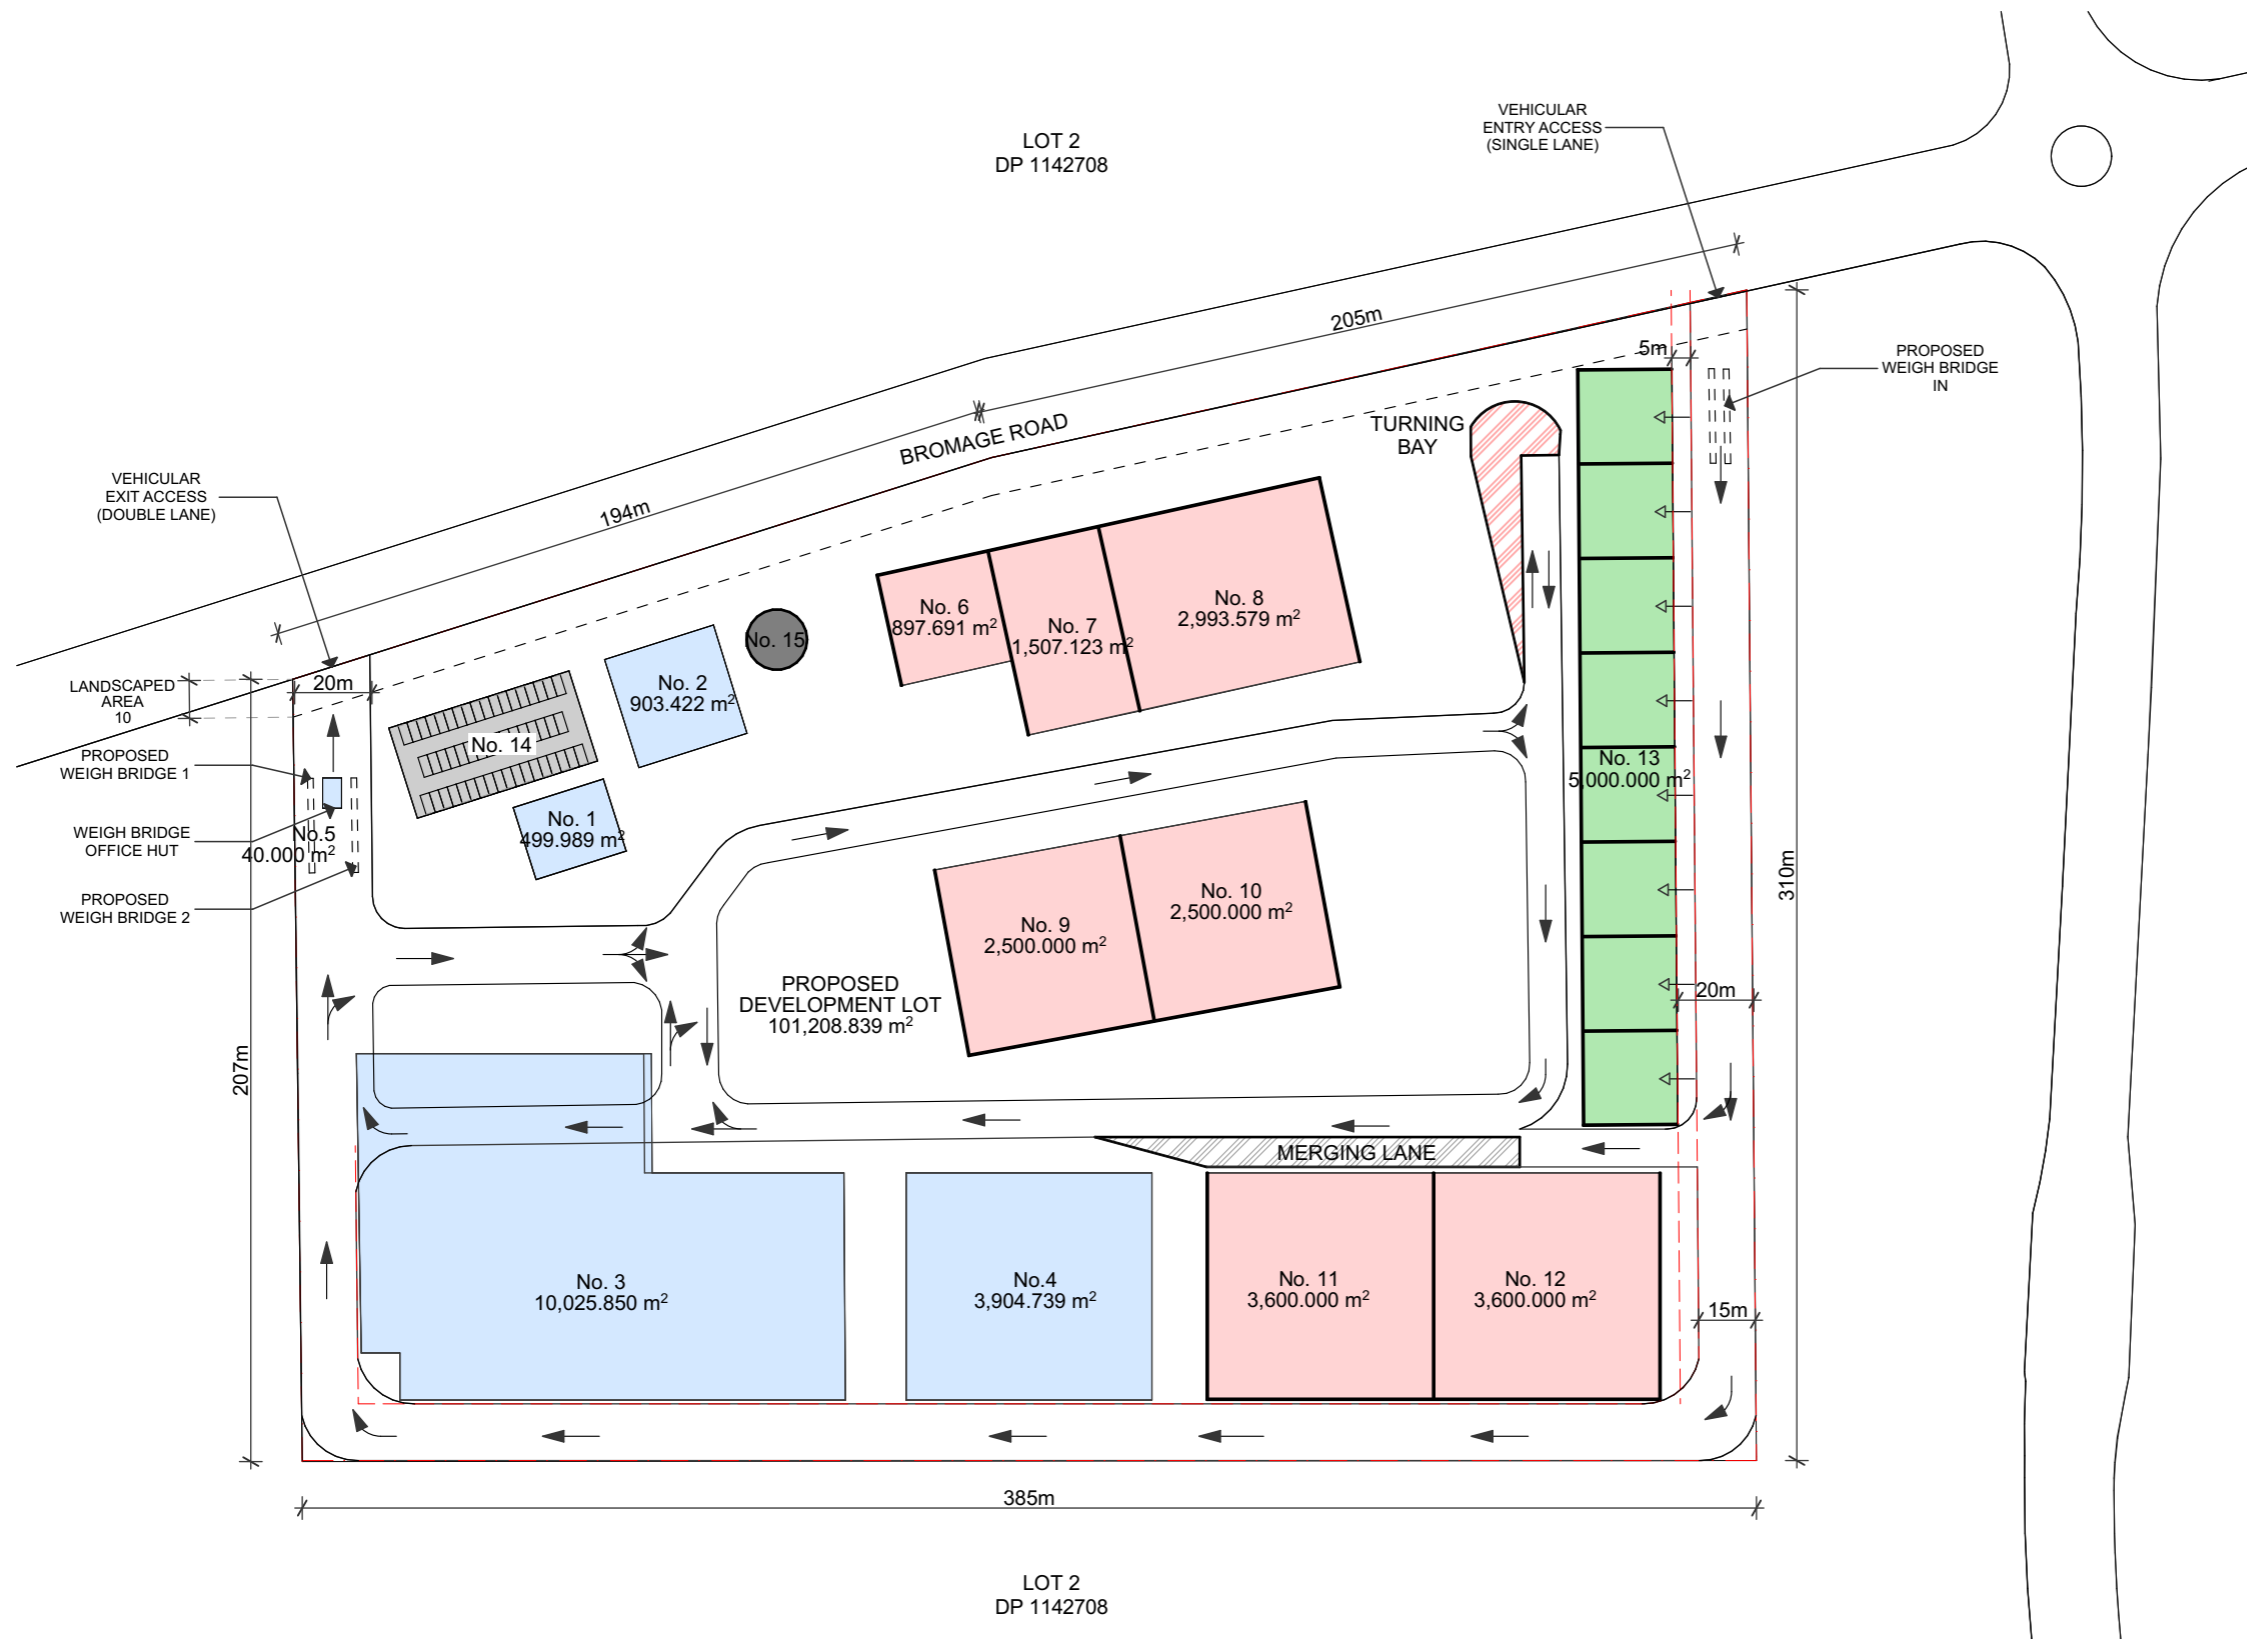 LOT 2
DP 1142708
VEHICULAR
ENTRY ACCESS
(SINGLE LANE)
205m
5m
PROPOSED
WEIGH BRIDGE
IN
TURNING
BAY
BROMAGE ROAD
VEHICULAR
EXIT ACCESS
(DOUBLE LANE)
194m
No. 6
897.691 m²
No. 7
1,507.123 m²
No. 8
2,993.579 m²
No. 15
LANDSCAPED
AREA
10
20m
No. 2
903.422 m²
No. 14
PROPOSED
WEIGH BRIDGE 1
No. 13
5,000.000 m²
No. 1
499.989 m²
WEIGH BRIDGE
OFFICE HUT
No.5
40.000 m²
310m
PROPOSED
WEIGH BRIDGE 2
No. 9
2,500.000 m²
No. 10
2,500.000 m²
PROPOSED
DEVELOPMENT LOT
101,208.839 m²
20m
207m
MERGING LANE
No. 3
10,025.850 m²
No.4
3,904.739 m²
No. 11
3,600.000 m²
No. 12
3,600.000 m²
15m
385m
LOT 2
DP 1142708